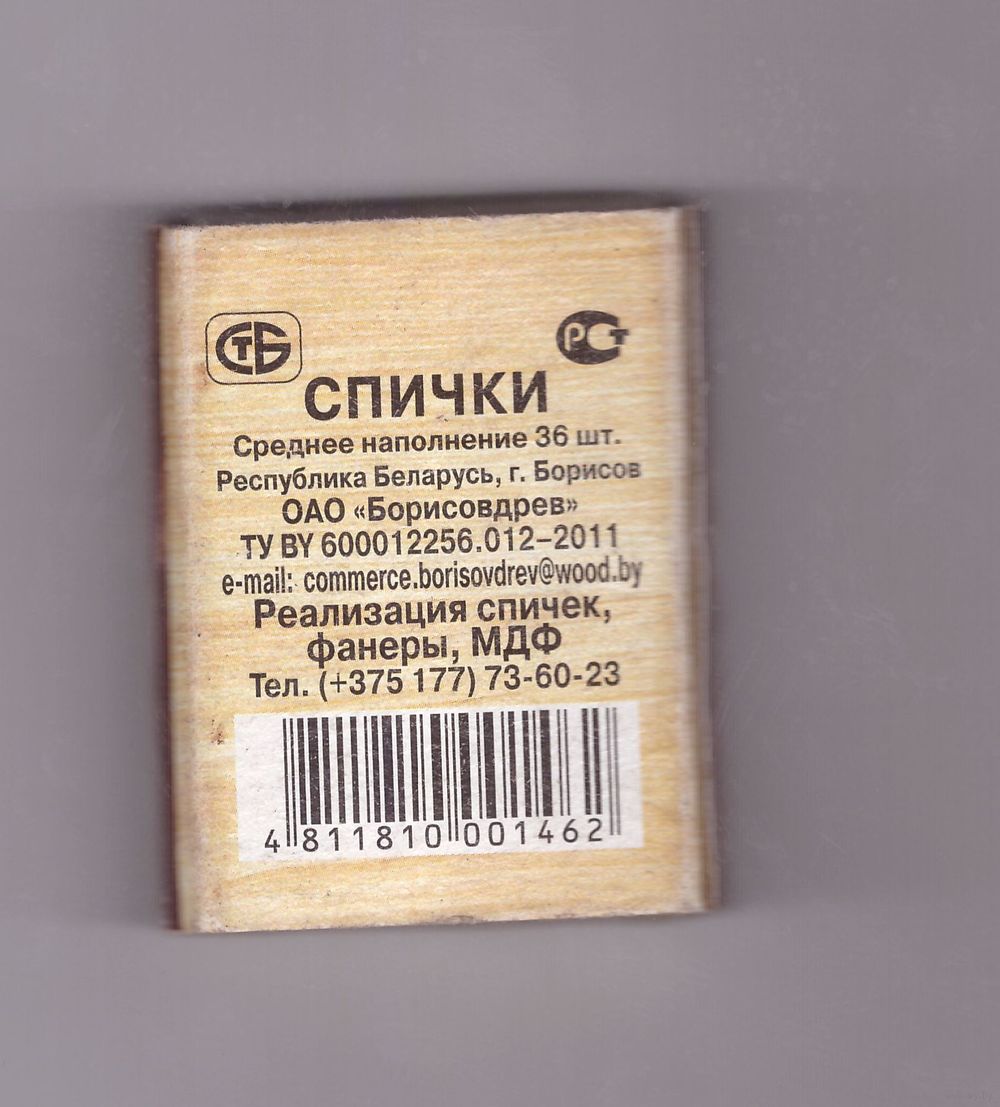 СТБ
РСТ
СПИЧКИ
Среднее наполнение 36 шт.
Республика Беларусь, г. Борисов
ОАО «Борисовдрев»
ТУ BY 600012256.012–2011
e-mail: commerce.borisovdrev@wood.by
Реализация спичек,
фанеры, МДФ
Тел. (+375 177) 73-60-23
4 811810 001462